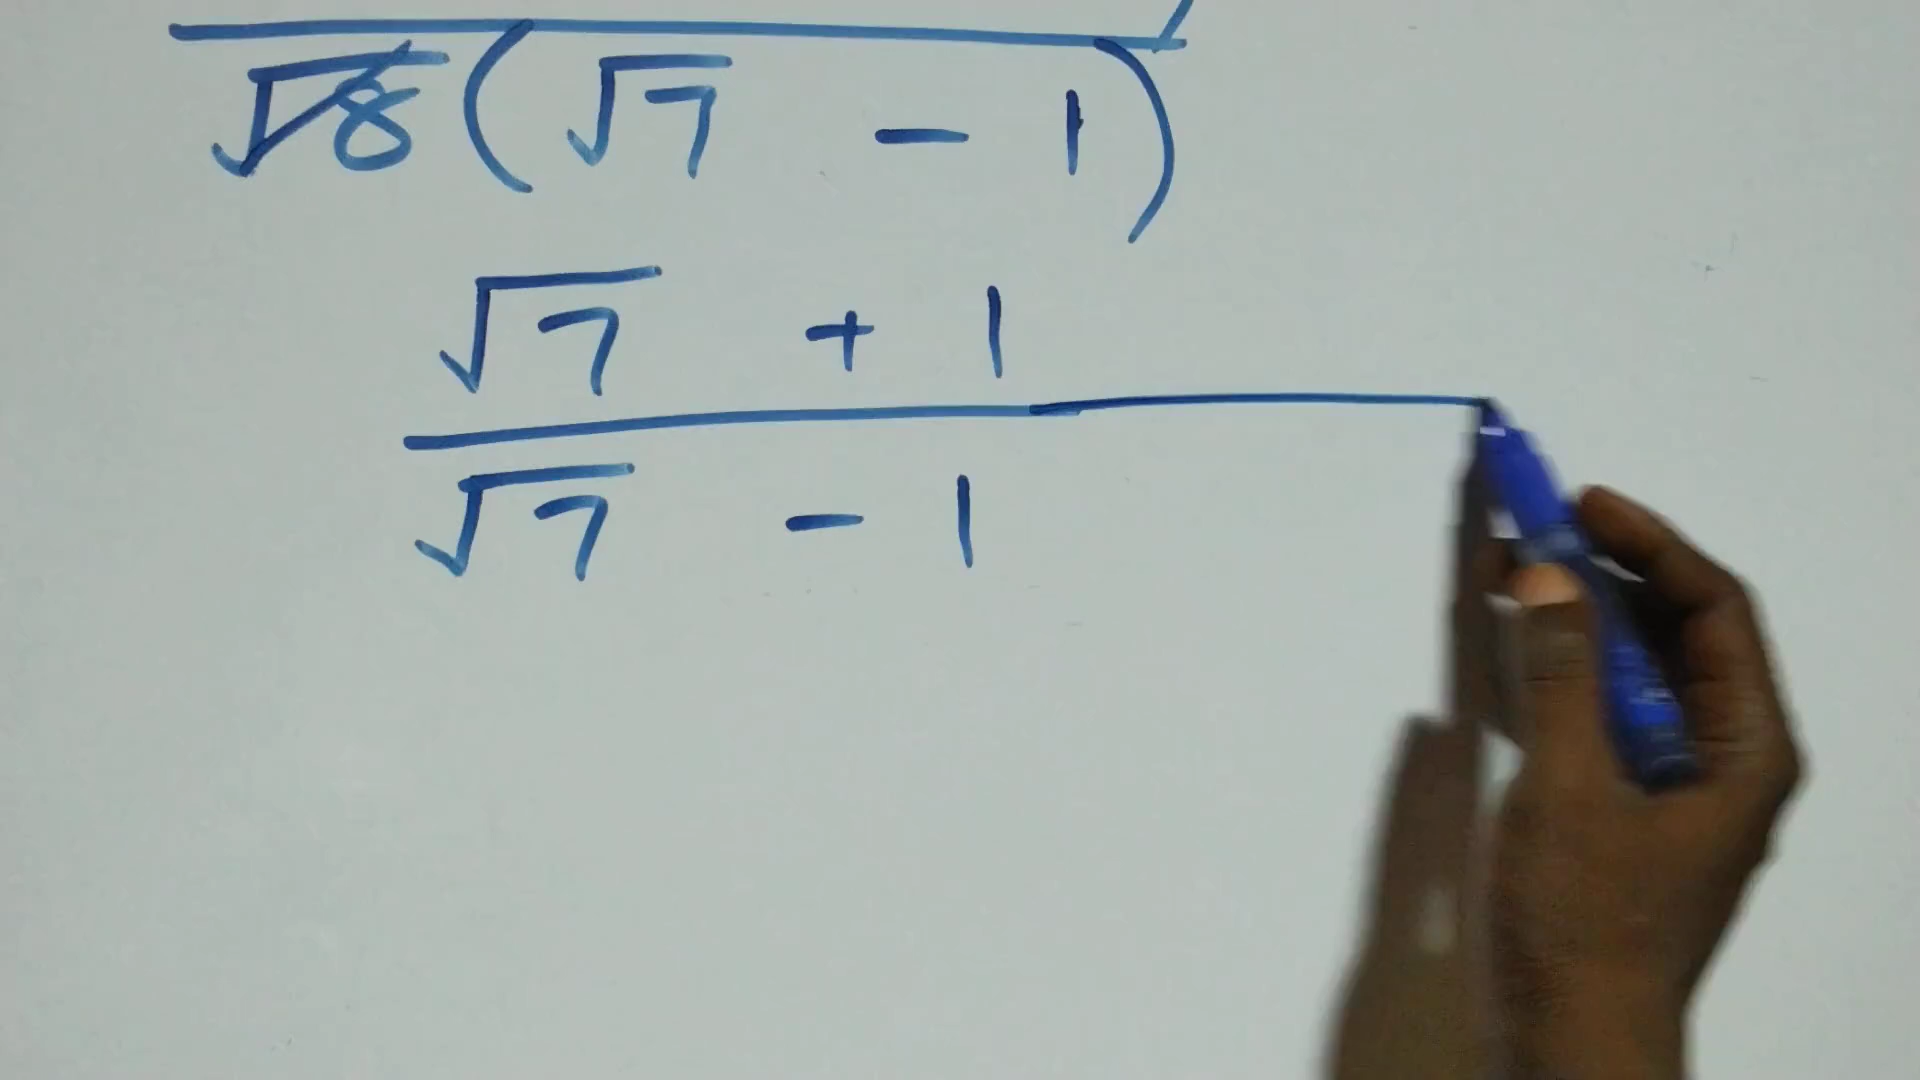 √8(√7 - 1)
√7 + 1
√7 - 1